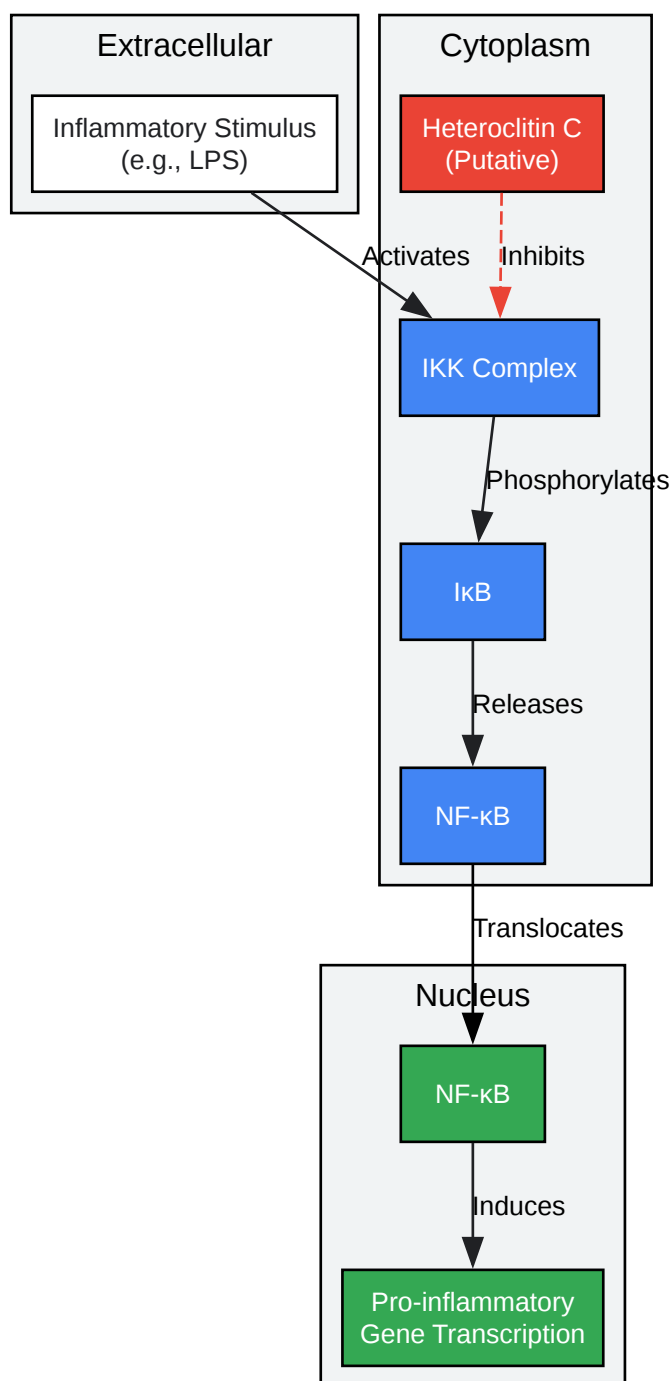 Extracellular
Cytoplasm
Inflammatory Stimulus
(e.g., LPS)
Heteroclitin C
(Putative)
Activates
Inhibits
IKK Complex
Phosphorylates
IκB
Releases
NF-κB
Translocates
Nucleus
NF-κB
Induces
Pro-inflammatory
Gene Transcription